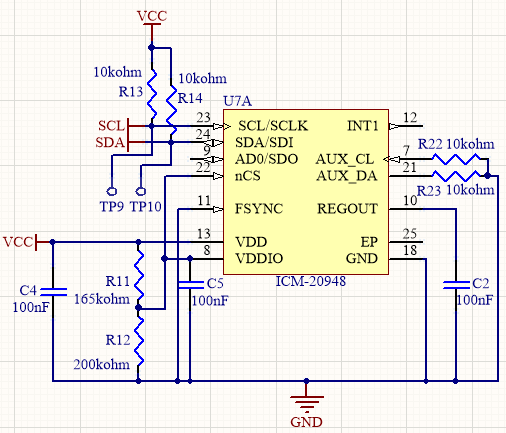 VCC
10kohm
R13
10kohm
R14
U7A
SCL
SDA
23
24
9
22
11
13
8
SCL/SCLK
SDA/SDI
AD0/SDO
nCS
FSYNC
VDD
VDDIO
INT1
AUX_CL
AUX_DA
REGOUT
EP
GND
12
7
21
10
25
18
R22 10kohm
R23 10kohm
TP9
TP10
VCC
C4
100nF
R11
165kohm
R12
200kohm
C5
100nF
ICM-20948
C2
100nF
GND